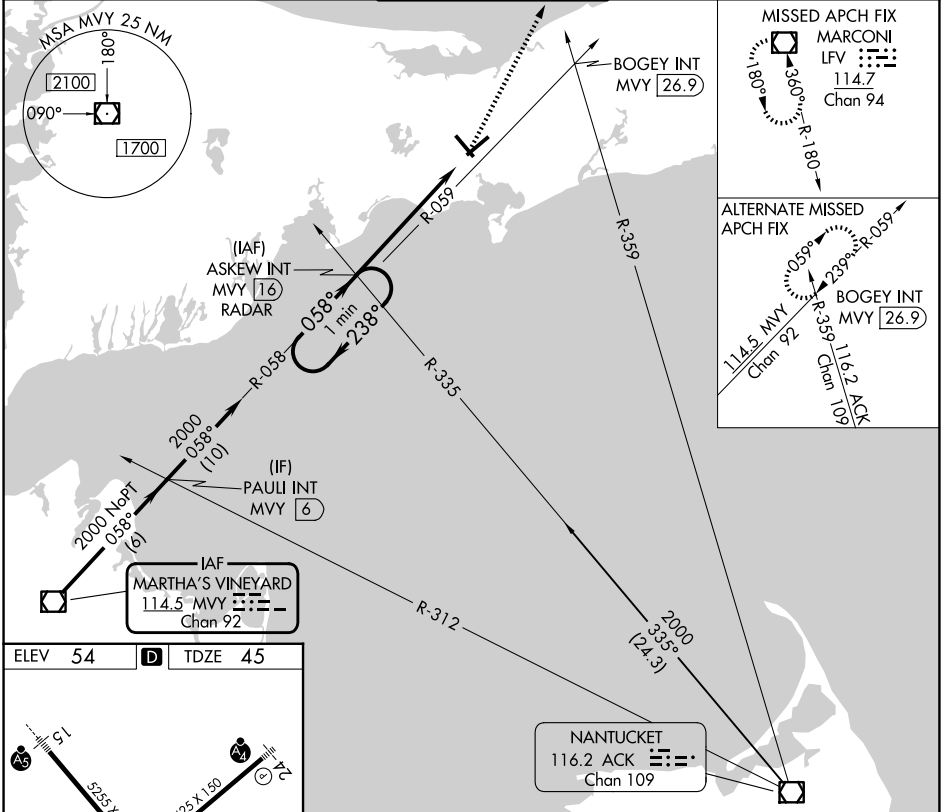 MSA MVY 25 NM
180°
2100
090°
1700
BOGEY INT
MVY 26.9
MISSED APCH FIX
MARCONI
LFV
114.7
Chan 94
180°
360°
R-180
ALTERNATE MISSED
APCH FIX
059°
239°
R-059
BOGEY INT
MVY 26.9
114.5 MVY
Chan 92
R-359
116.2 ACK
Chan 109
R-059
R-359
(IAF)
ASKEW INT
MVY 16
RADAR
058°
1 min
238°
R-058
R-335
2000
058°
(10)
(IF)
PAULI INT
MVY 6
2000 NoPT
058°
(6)
IAF
MARTHA'S VINEYARD
114.5 MVY
Chan 92
R-312
2000
335°
(24.3)
NANTUCKET
116.2 ACK
Chan 109
ELEV 54 D TDZE 45
15
A5
A4
24
P
5255 X
25 X 150